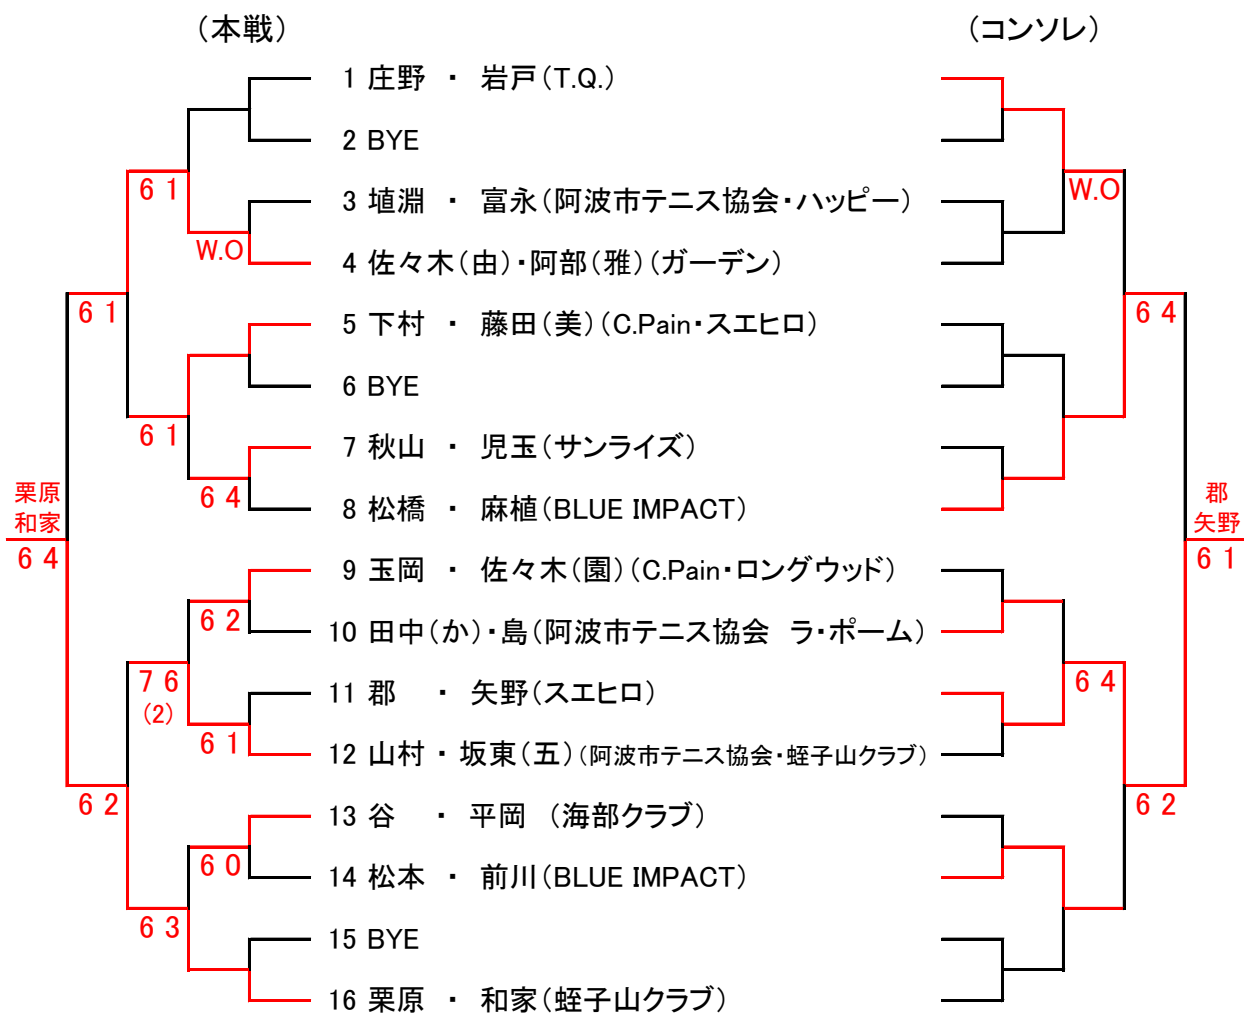 （本戦）
（コンソレ）
1 庄野 ・ 岩戸（T.Q.）
2 BYE
6 1
W.O
3 埴淵 ・ 富永（阿波市テニス協会・ハッピー）
W.O
4 佐々木（由）・阿部（雅）（ガーデン）
6 1
5 下村 ・ 藤田（美）（C.Pain・スエヒロ）
6 4
6 BYE
6 1
7 秋山 ・ 児玉（サンライズ）
6 4
8 松橋 ・ 麻植（BLUE IMPACT）
栗原
和家
6 4
郡
矢野
6 1
9 玉岡 ・ 佐々木（園）（C.Pain・ロングウッド）
6 2
10 田中（か）・島（阿波市テニス協会 ラ・ポーム）
7 6
(2)
11 郡 ・ 矢野（スエヒロ）
6 4
6 1
12 山村 ・ 坂東（五）（阿波市テニス協会・蛭子山クラブ）
6 2
13 谷 ・ 平岡 （海部クラブ）
6 2
6 0
14 松本 ・ 前川（BLUE IMPACT）
6 3
15 BYE
16 栗原 ・ 和家（蛭子山クラブ）